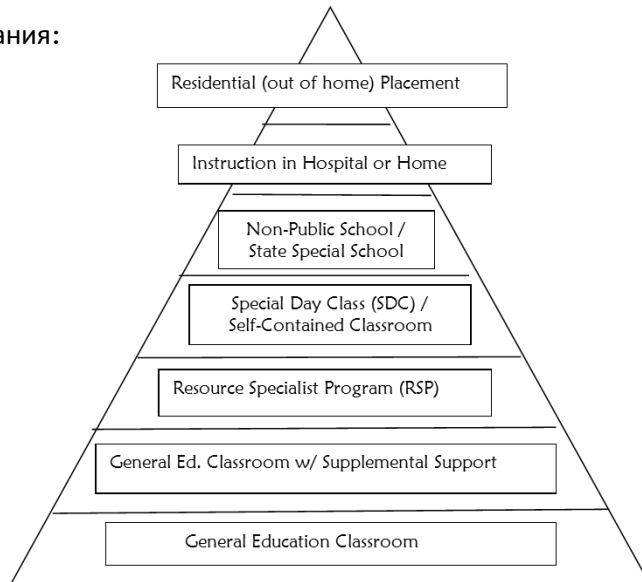 ания:
Residential (out of home) Placement
Instruction in Hospital or Home
Non-Public School /
State Special School
Special Day Class (SDC) /
Self-Contained Classroom
Resource Specialist Program (RSP)
General Ed. Classroom w/ Supplemental Support
General Education Classroom